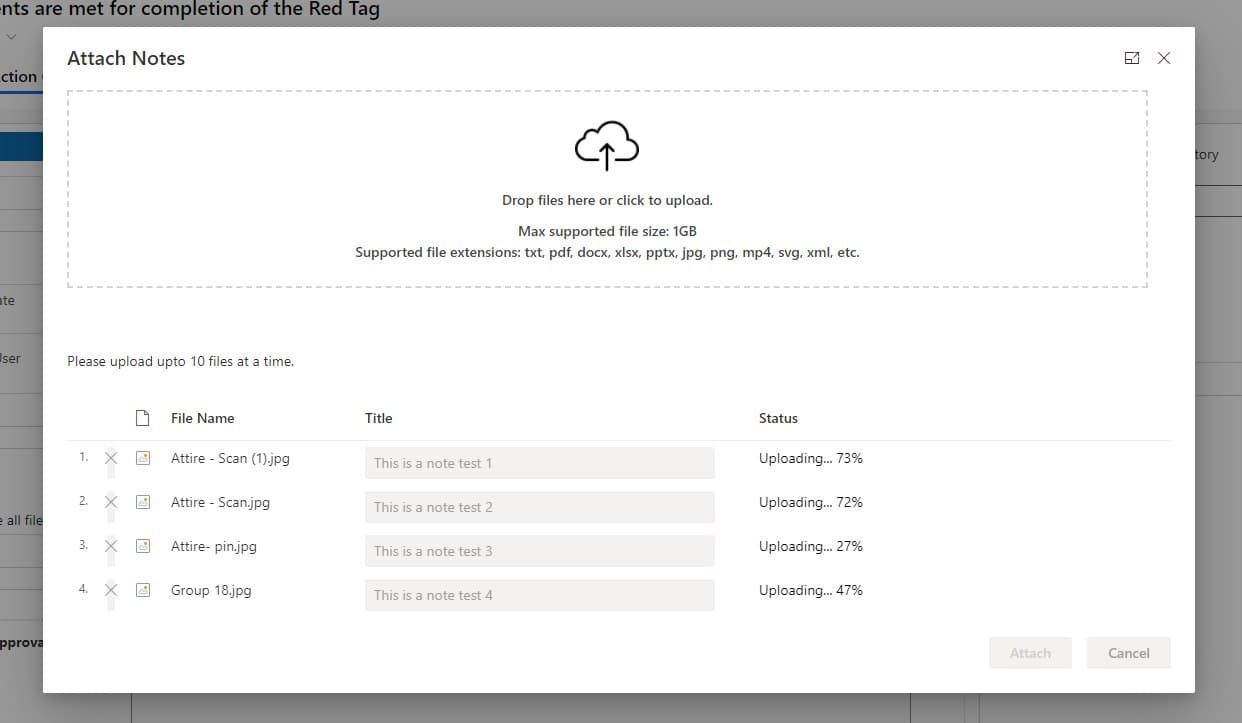 nts are met for completion of the Red Tag
Attach Notes
ction
Drop files here or click to upload.
tory
Max supported file size: 1GB
Supported file extensions: txt, pdf, docx, xlsx, pptx, jpg, png, mp4, svg, xml, etc.
ate
Please upload upto 10 files at a time.
ser
File Name Title Status
1. Attire - Scan (1).jpg This is a note test 1 Uploading... 73%
2. Attire - Scan.jpg This is a note test 2 Uploading... 72%
e all file
3. Attire- pin.jpg This is a note test 3 Uploading... 27%
4. Group 18.jpg This is a note test 4 Uploading... 47%
pprova
Attach Cancel